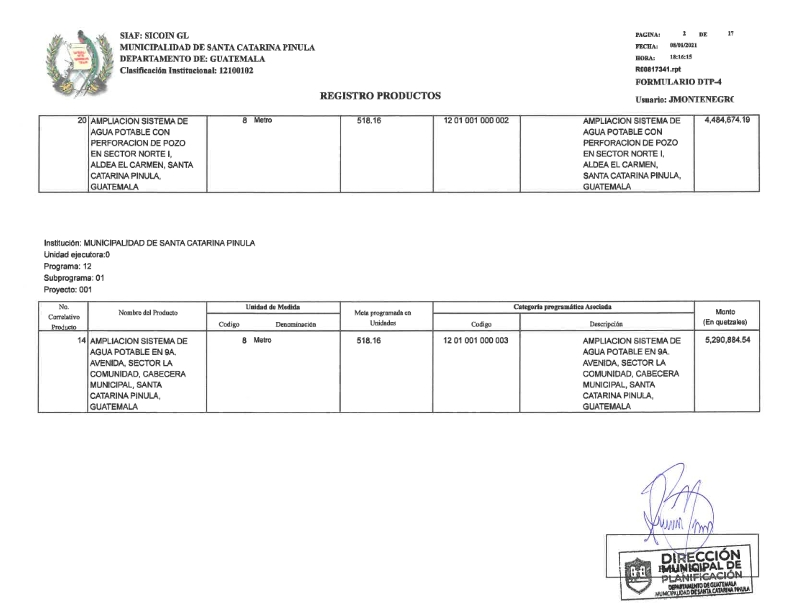 SIAF: SICOIN GL
MUNICIPALIDAD DE SANTA CATARINA PINULA
DEPARTAMENTO DE: GUATEMALA
Clasificación Institucional: 12100102
PAGINA: 2 DE 17
FECHA: 08/01/2021
HORA: 18:16:15
R00817341.rpt
FORMULARIO DTP-4
REGISTRO PRODUCTOS
Usuario: JMONTENEGRO
20 AMPLIACION SISTEMA DE 8 Metro 518.16 12 01 001 000 002 AMPLIACION SISTEMA DE 4,484,674.19
AGUA POTABLE CON AGUA POTABLE CON
PERFORACION DE POZO PERFORACION DE POZO
EN SECTOR NORTE I, EN SECTOR NORTE I,
ALDEA EL CARMEN, SANTA ALDEA EL CARMEN,
CATARINA PINULA, SANTA CATARINA PINULA,
GUATEMALA GUATEMALA
Institución: MUNICIPALIDAD DE SANTA CATARINA PINULA
Unidad ejecutora:0
Programa: 12
Subprograma: 01
Proyecto: 001
No. Correlativo Producto Nombre del Producto Unidad de Medida Meta programada en Unidades Categoría programática Asociada Monto (En quetzales)
Codigo Denominación Codigo Descripción
14 AMPLIACION SISTEMA DE 8 Metro 518.16 12 01 001 000 003 AMPLIACION SISTEMA DE 5,290,884.54
AGUA POTABLE EN 9A. AGUA POTABLE EN 9A.
AVENIDA, SECTOR LA AVENIDA, SECTOR LA
COMUNIDAD, CABECERA COMUNIDAD, CABECERA
MUNICIPAL, SANTA MUNICIPAL, SANTA
CATARINA PINULA, CATARINA PINULA,
GUATEMALA GUATEMALA
DIRECCIÓN
MUNICIPAL DE
PLANIFICACIÓN
DEPARTAMENTO DE GUATEMALA
MUNICIPALIDAD DE SANTA CATARINA PINULA